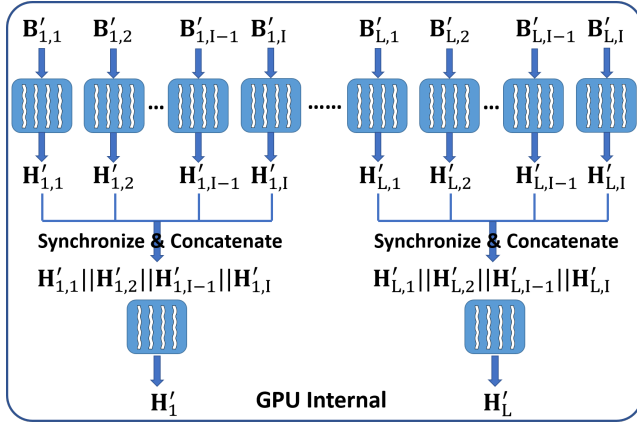 B′1,1 B′1,2 B′1,I−1 B′1,I B′L,1 B′L,2 B′L,I−1 B′L,I
... ...... ...
H′1,1 H′1,2 H′1,I−1 H′1,I H′L,1 H′L,2 H′L,I−1 H′L,I
Synchronize & Concatenate Synchronize & Concatenate
H′1,1||H′1,2||H′1,I−1||H′1,I H′L,1||H′L,2||H′L,I−1||H′L,I
H′1 GPU Internal H′L